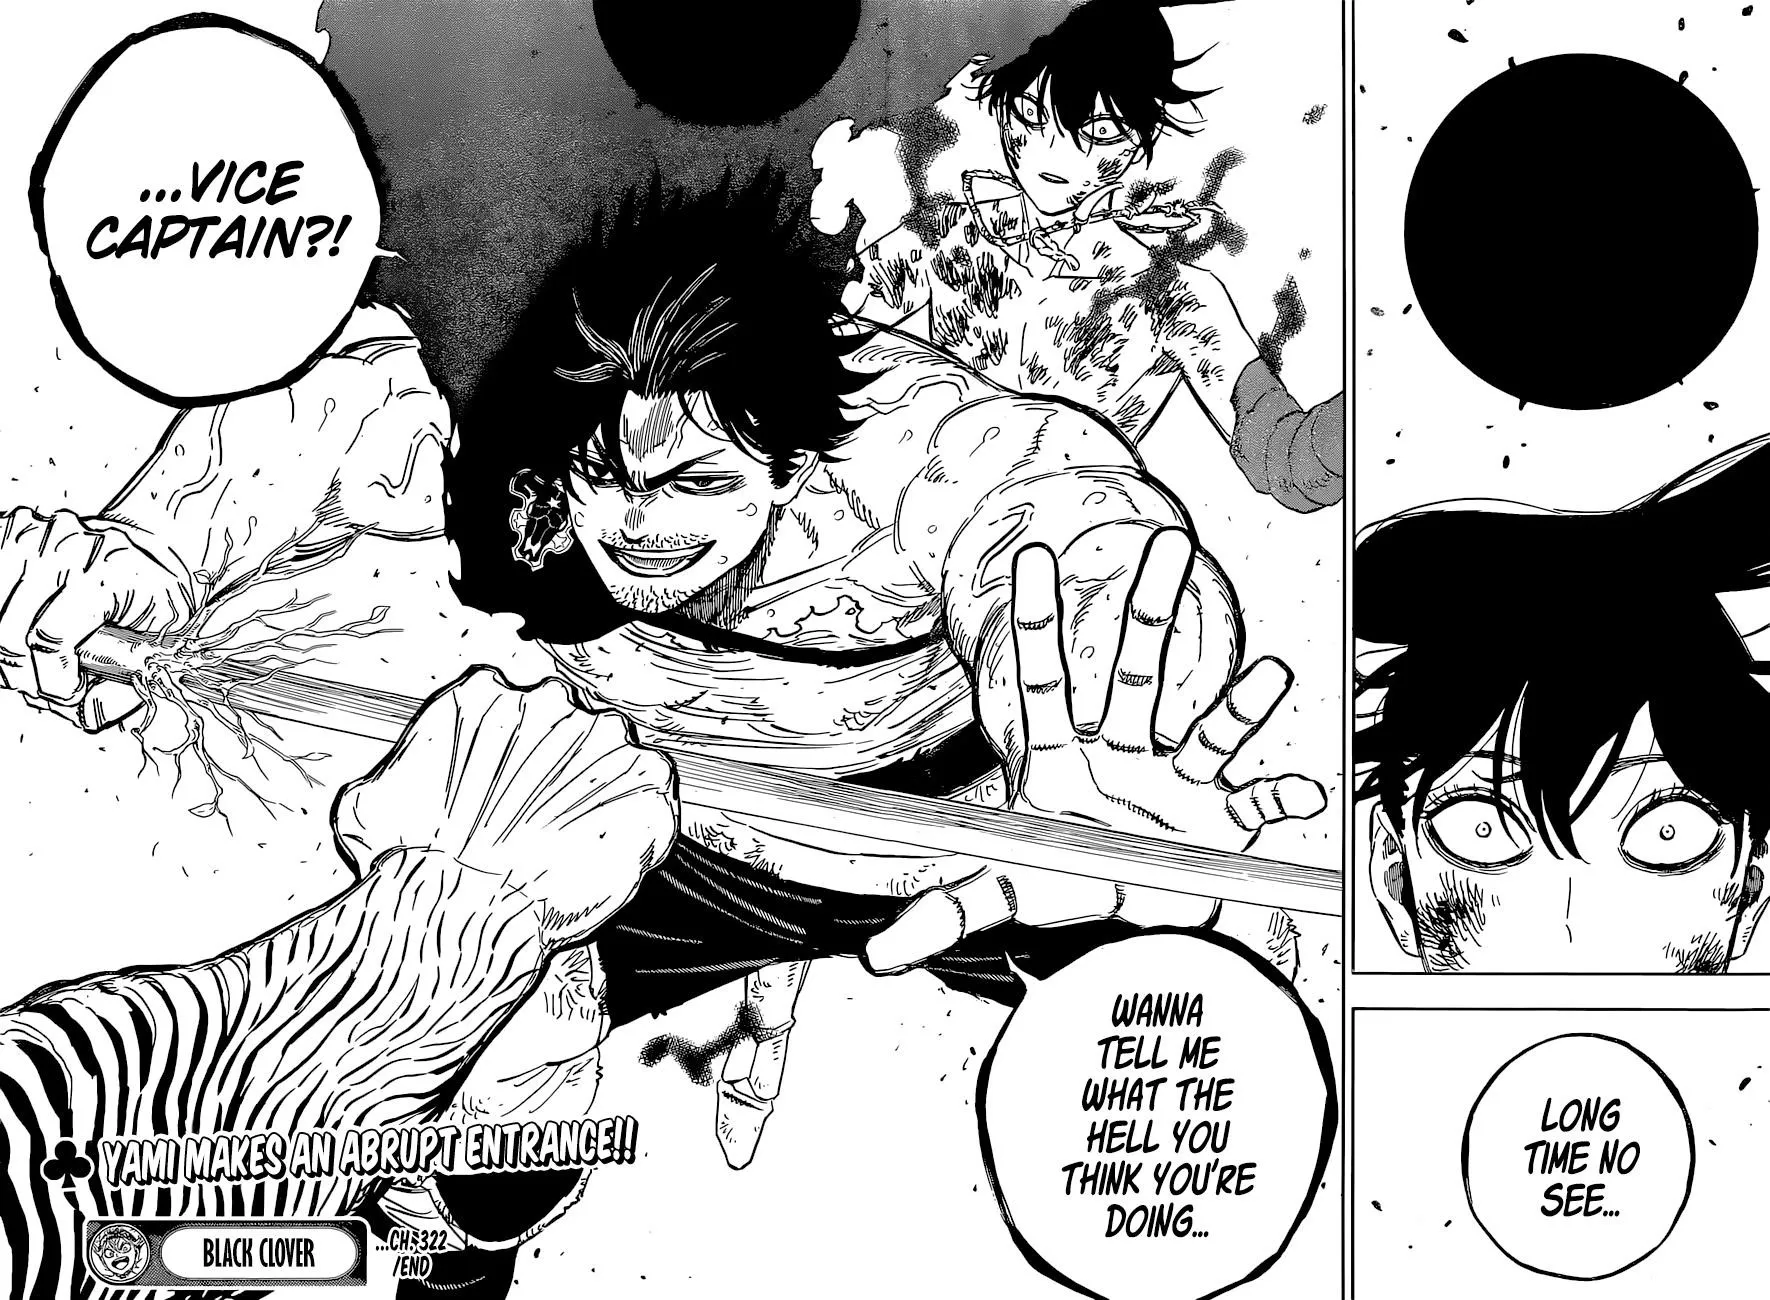 LONG
TIME NO
SEE...
WANNA
TELL ME
WHAT THE
HELL YOU
THINK YOU'RE
DOING...
...VICE
CAPTAIN?!
YAMI MAKES AN ABRUPT ENTRANCE!!
BLACK CLOVER
...CH. 322
/END